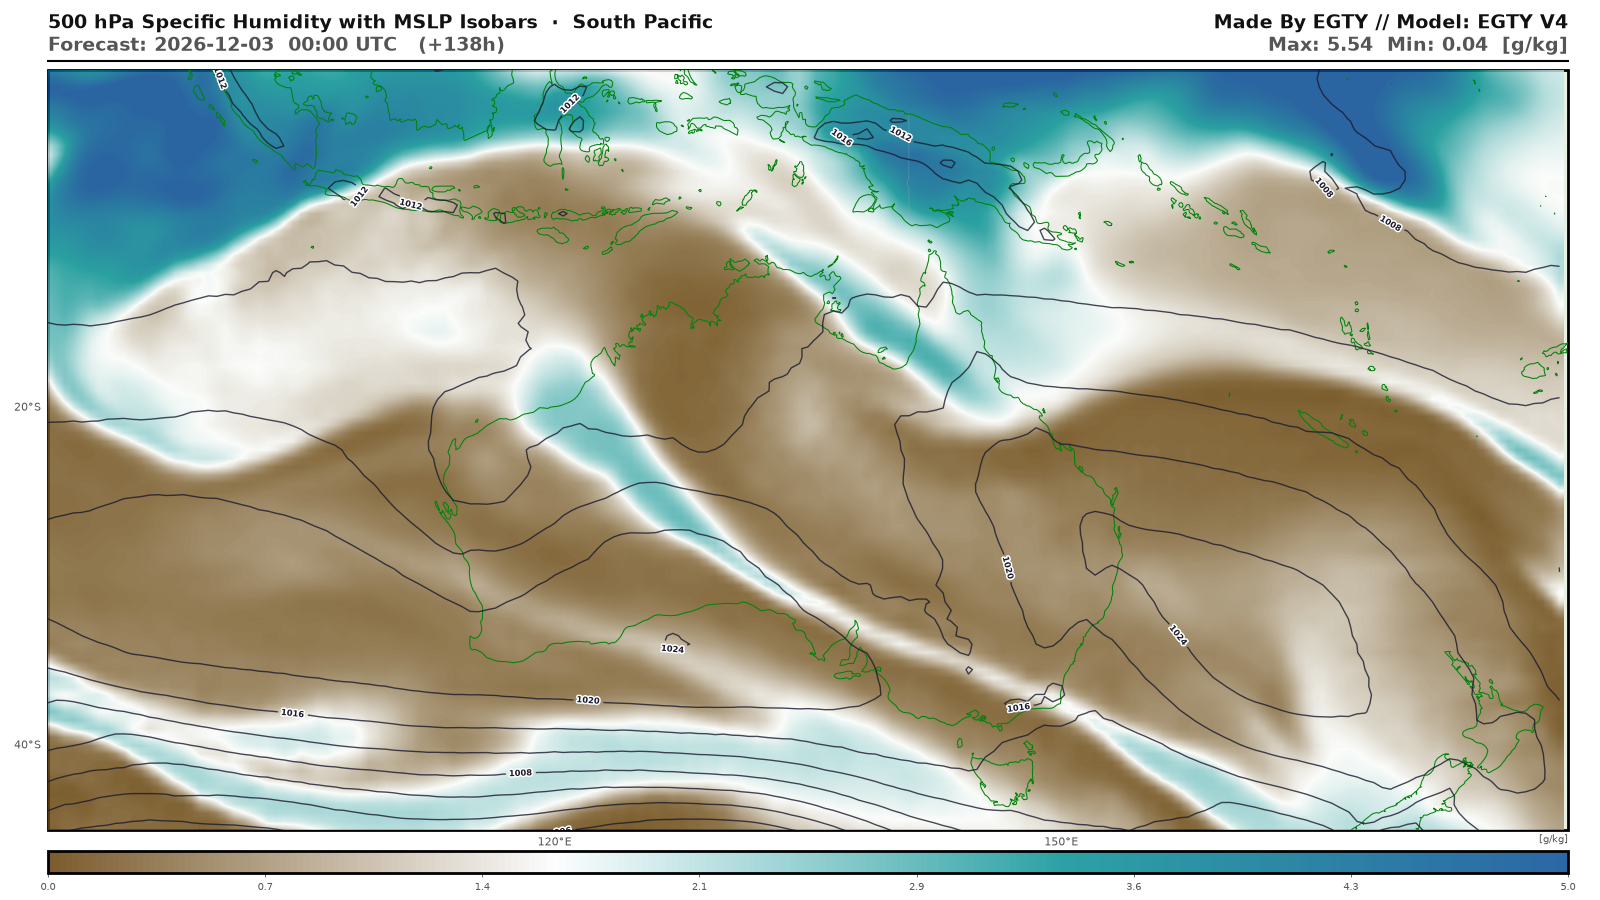 500 hPa Specific Humidity with MSLP Isobars · South Pacific
Made By EGTY // Model: EGTY V4
Forecast: 2026-12-03 00:00 UTC (+138h)
Max: 5.54 Min: 0.04 [g/kg]
1012
1012
1016
1012
1012
1012
1008
1008
20°S
1020
1024
1024
1020
1016
1016
40°S
1008
120°E
150°E
[g/kg]
0.0 0.7 1.4 2.1 2.9 3.6 4.3 5.0